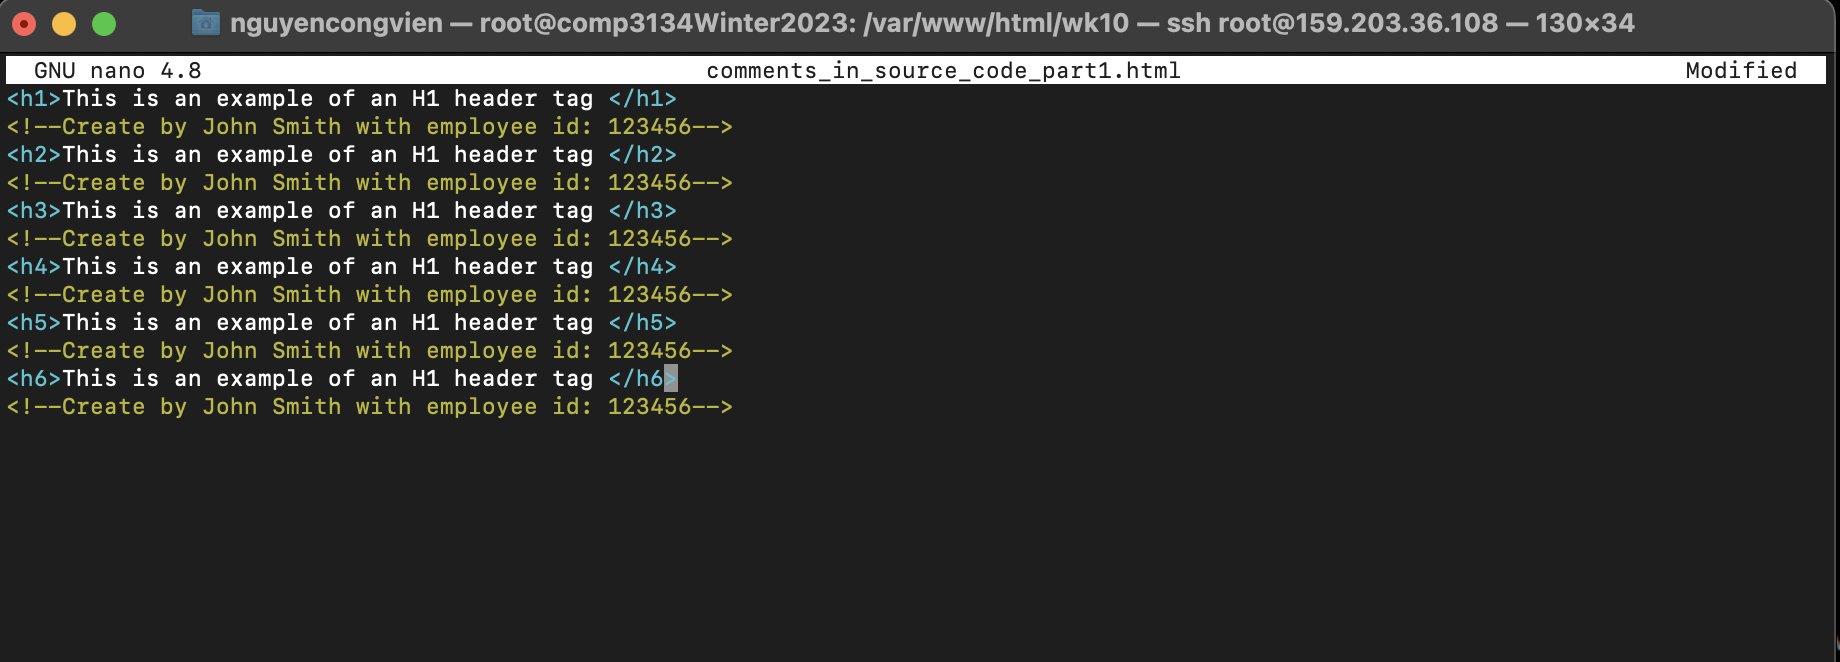 nguyencongvien — root@comp3134Winter2023: /var/www/html/wk10 — ssh root@159.203.36.108 — 130×34
GNU nano 4.8 comments_in_source_code_part1.html Modified
<h1>This is an example of an H1 header tag </h1>
<!--Create by John Smith with employee id: 123456-->
<h2>This is an example of an H1 header tag </h2>
<!--Create by John Smith with employee id: 123456-->
<h3>This is an example of an H1 header tag </h3>
<!--Create by John Smith with employee id: 123456-->
<h4>This is an example of an H1 header tag </h4>
<!--Create by John Smith with employee id: 123456-->
<h5>This is an example of an H1 header tag </h5>
<!--Create by John Smith with employee id: 123456-->
<h6>This is an example of an H1 header tag </h6>
<!--Create by John Smith with employee id: 123456-->